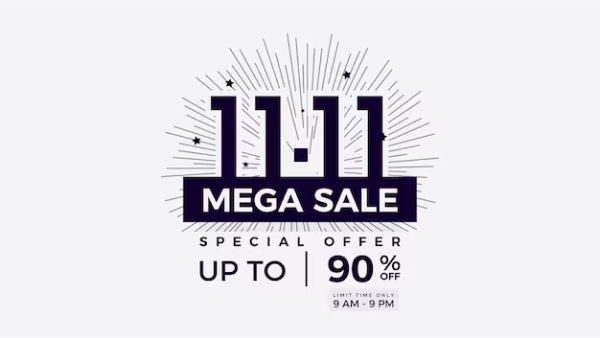 11.11
MEGA SALE
SPECIAL OFFER
UP TO | 90% OFF
LIMIT TIME ONLY
9 AM - 9 PM